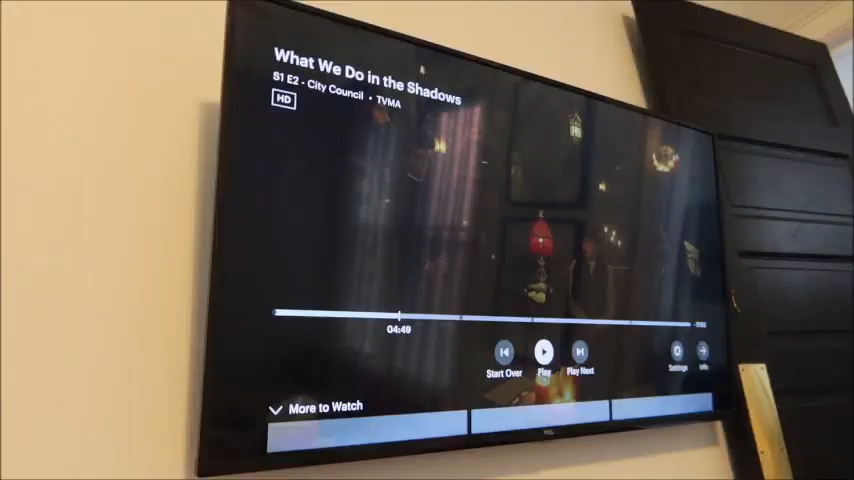 What We Do in the Shadows
S1 E2 - City Council • TVMA
HD
04:49
Start Over
Play
Play Next
Settings
Info
More to Watch
TCL